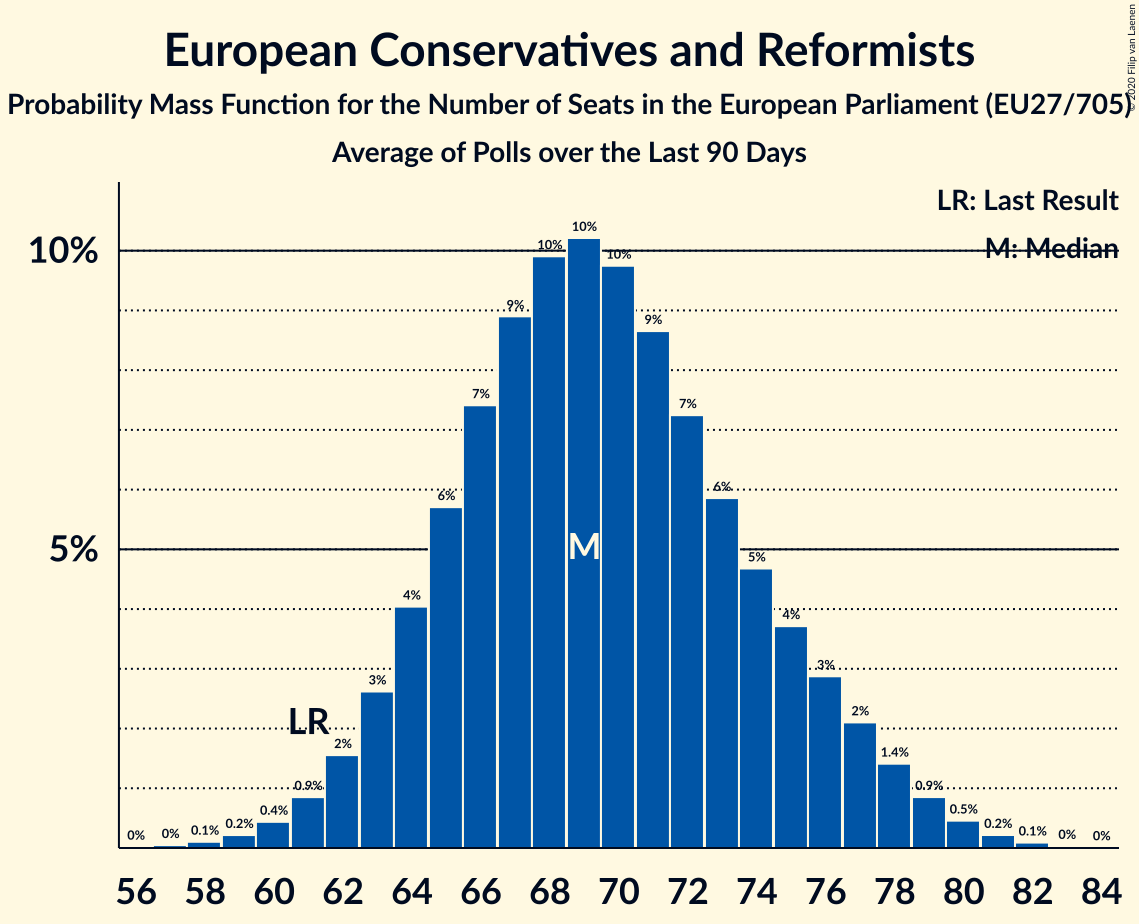 European Conservatives and Reformists
Probability Mass Function for the Number of Seats in the European Parliament (EU27/705)
Average of Polls over the Last 90 Days
© 2020 Filip van Laenen
LR: Last Result
M: Median
10%
5%
0% 0% 0.1% 0.2% 0.4% 0.9% 2% 3% 4% 6% 7% 9% 10% 10% 10% 9% 7% 6% 5% 4% 3% 2% 1.4% 0.9% 0.5% 0.2% 0.1% 0% 0%
LR
M
56 58 60 62 64 66 68 70 72 74 76 78 80 82 84